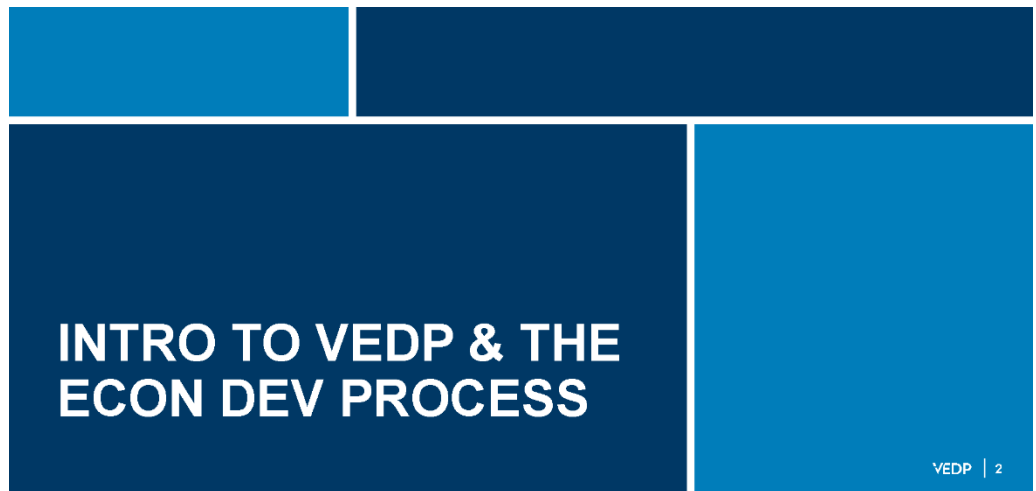 INTRO TO VEDP & THE
ECON DEV PROCESS
VEDP | 2